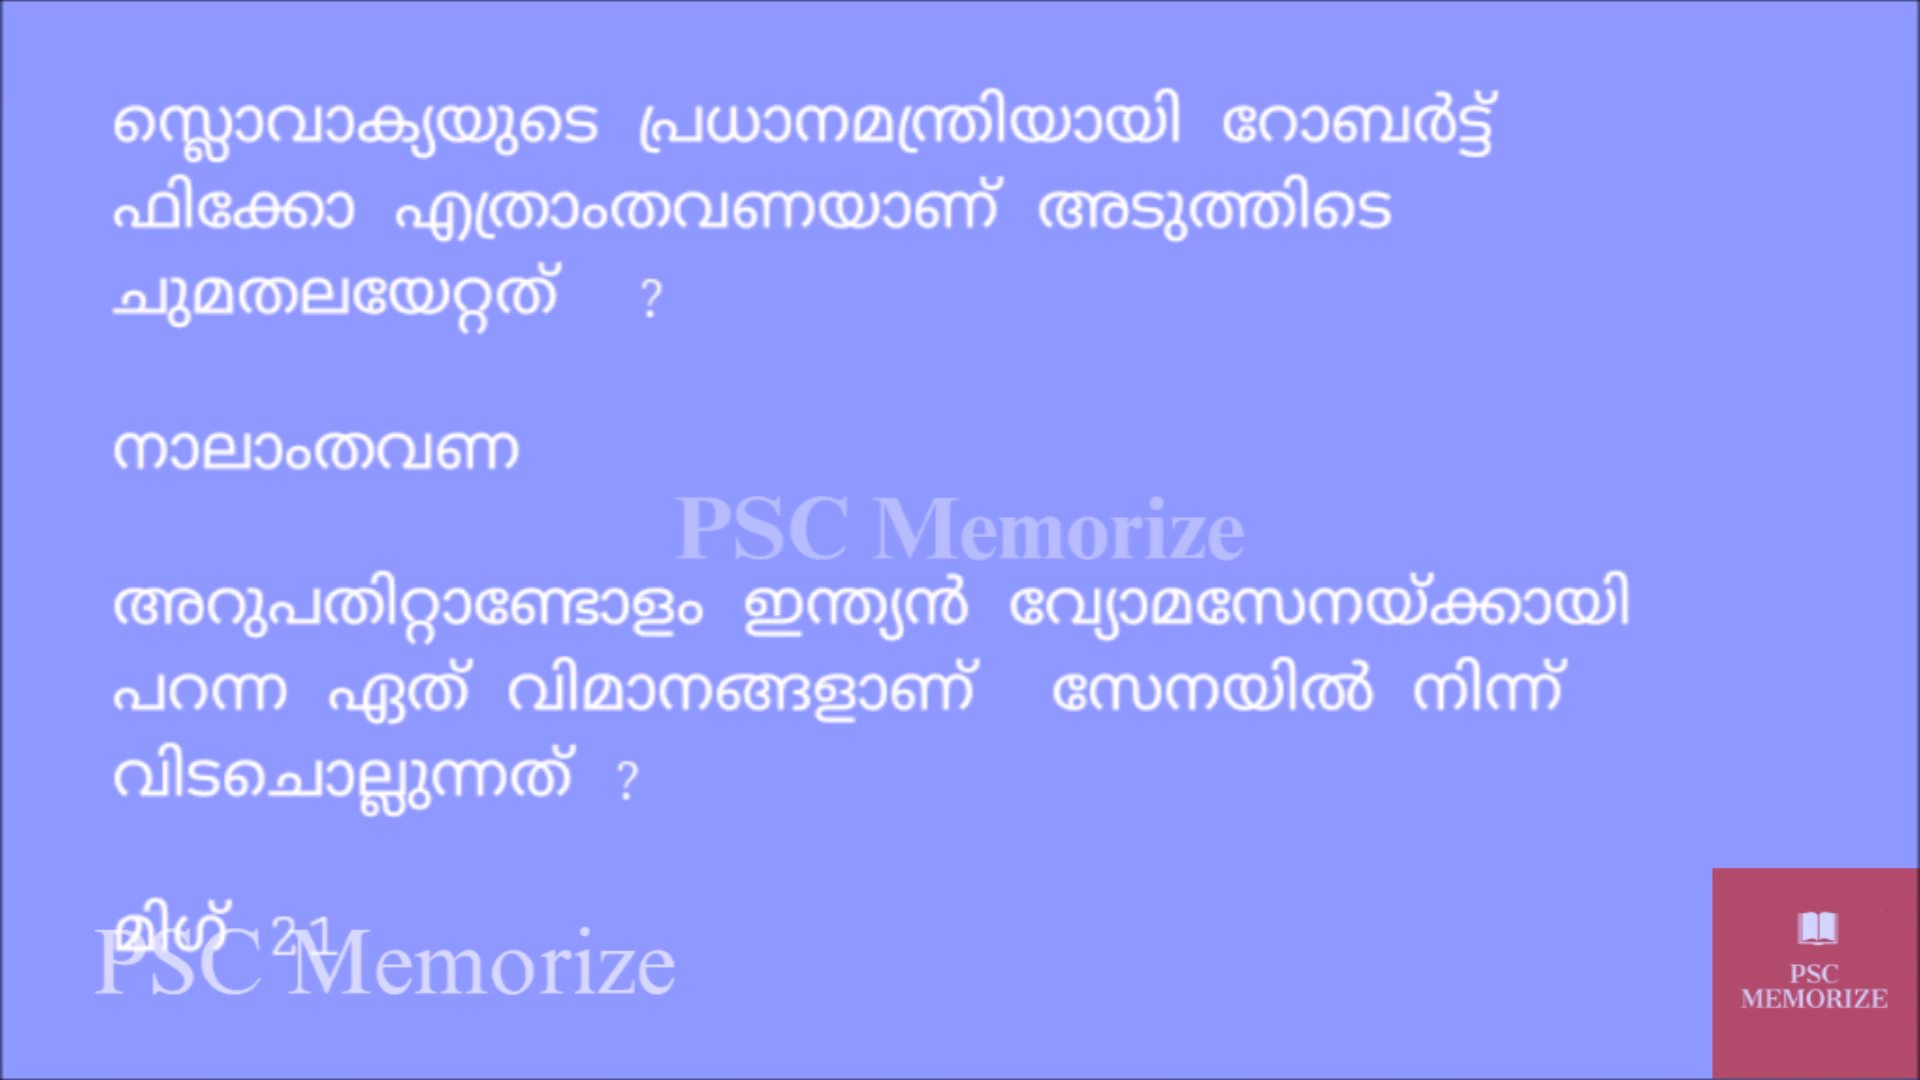 സ്ലൊവാക്യയുടെ പ്രധാനമന്ത്രിയായി റോബർട്ട്
ഫിക്കോ എത്രാംതവണയാണ് അടുത്തിടെ
ചുമതലയേറ്റത് ?
നാലാംതവണ
PSC Memorize
അറുപതിറ്റാണ്ടോളം ഇന്ത്യൻ വ്യോമസേനയ്ക്കായി
പറന്ന ഏത് വിമാനങ്ങളാണ് സേനയിൽ നിന്ന്
വിടചൊല്ലുന്നത് ?
മിഗ് 21
PSC Memorize
PSC
MEMORIZE